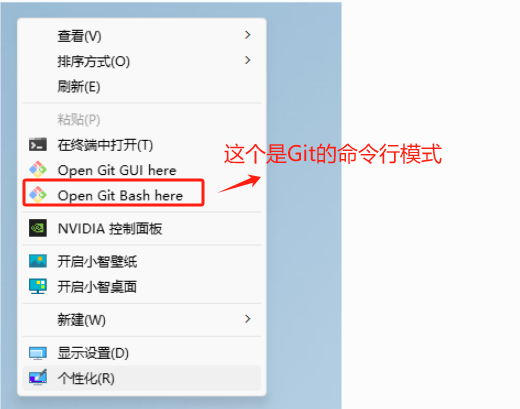 查看(V)
排序方式(O)
刷新(E)
粘贴(P)
在终端中打开(T)
Open Git GUI here
Open Git Bash here
NVIDIA 控制面板
开启小智壁纸
开启小智桌面
新建(W)
显示设置(D)
个性化(R)
这个是Git的命令行模式